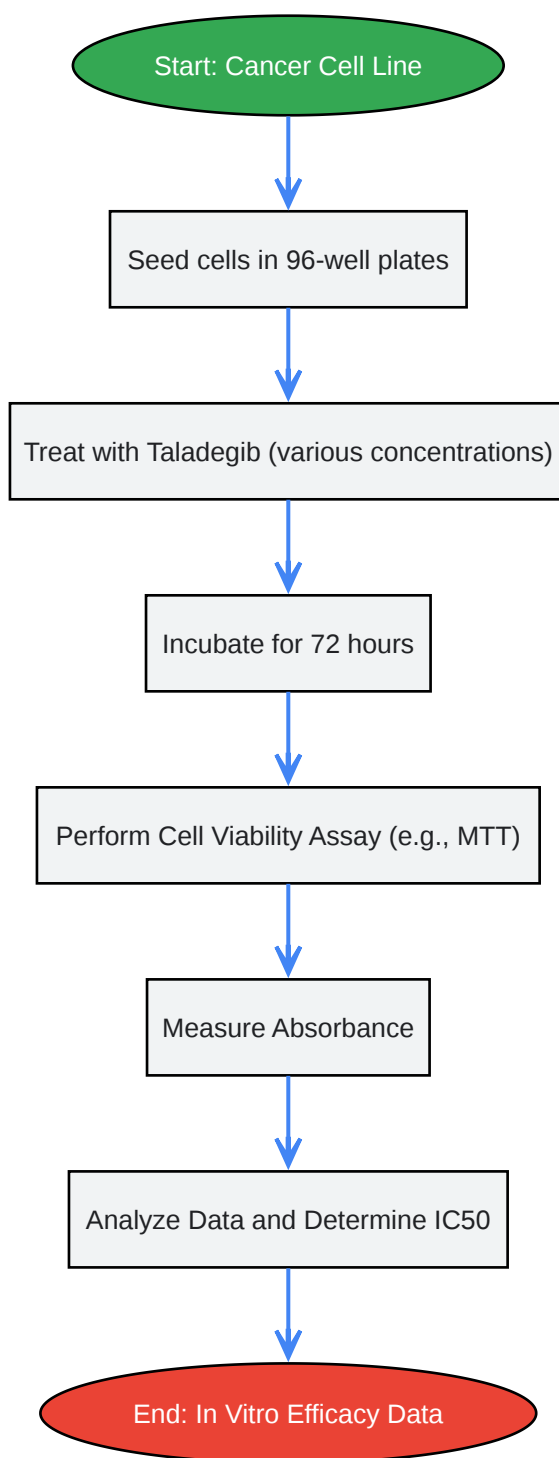 Start: Cancer Cell Line
Seed cells in 96-well plates
Treat with Taladegib (various concentrations)
Incubate for 72 hours
Perform Cell Viability Assay (e.g., MTT)
Measure Absorbance
Analyze Data and Determine IC50
End: In Vitro Efficacy Data